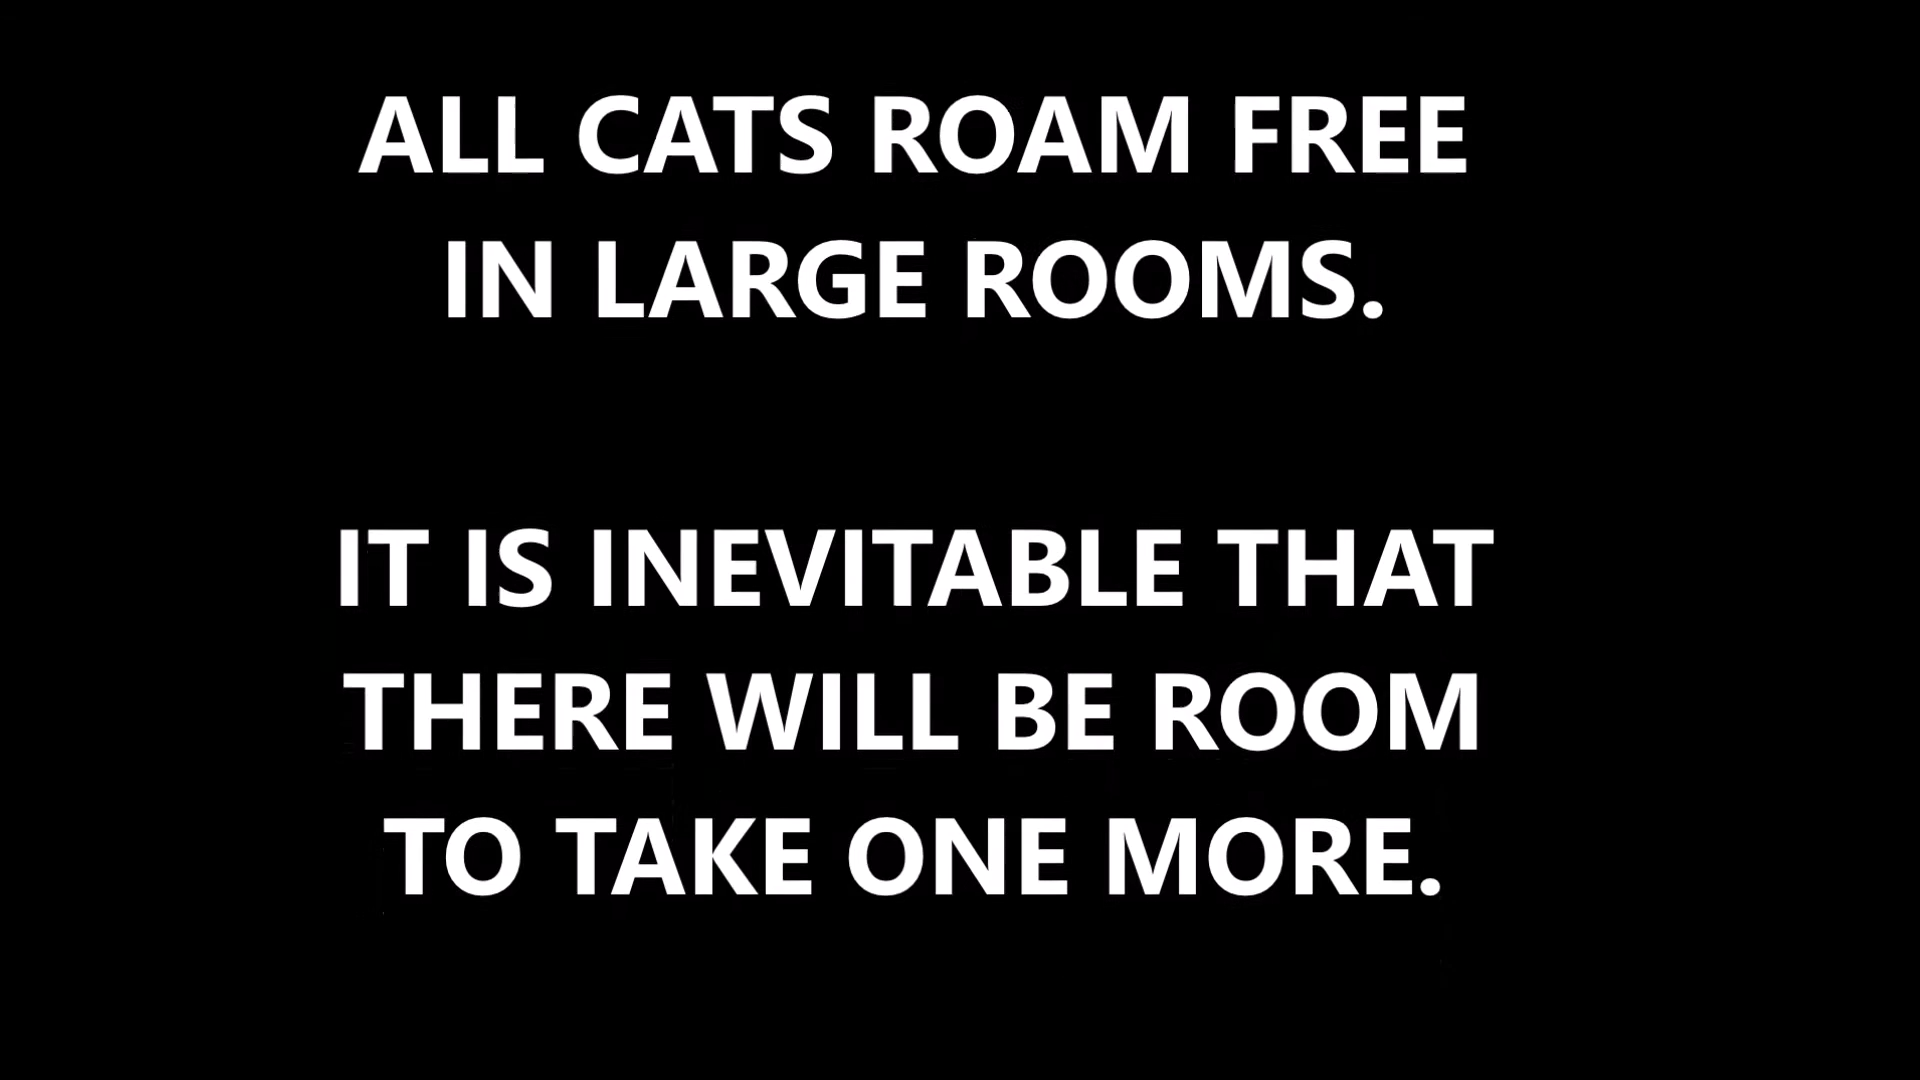 ALL CATS ROAM FREE
IN LARGE ROOMS.
IT IS INEVITABLE THAT
THERE WILL BE ROOM
TO TAKE ONE MORE.